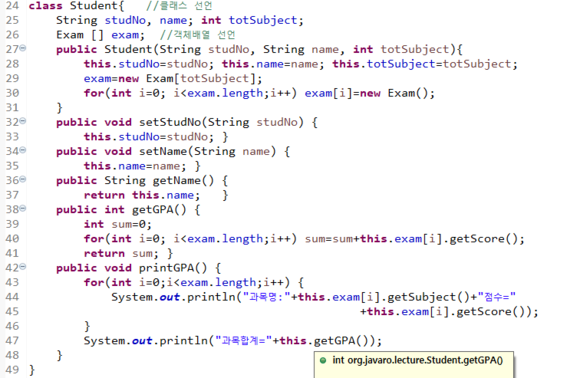 24 class Student{   //클래스 선언
25     String studNo, name; int totSubject;
26     Exam [] exam;  //객체배열 선언
27     public Student(String studNo, String name, int totSubject){
28         this.studNo=studNo; this.name=name; this.totSubject=totSubject;
29         exam=new Exam[totSubject];
30         for(int i=0; i<exam.length;i++) exam[i]=new Exam();
31     }
32     public void setStudNo(String studNo) {
33         this.studNo=studNo; }
34     public void setName(String name) {
35         this.name=name; }
36     public String getName() {
37         return this.name;   }
38     public int getGPA() {
39         int sum=0;
40         for(int i=0; i<exam.length;i++) sum=sum+this.exam[i].getScore();
41         return sum; }
42     public void printGPA() {
43         for(int i=0;i<exam.length;i++) {
44             System.out.println("과목명:"+this.exam[i].getSubject()+"점수="
45                                                 +this.exam[i].getScore());
46         }
47         System.out.println("과목합계="+this.getGPA());
48     }
49 }
int org.javaro.lecture.Student.getGPA()